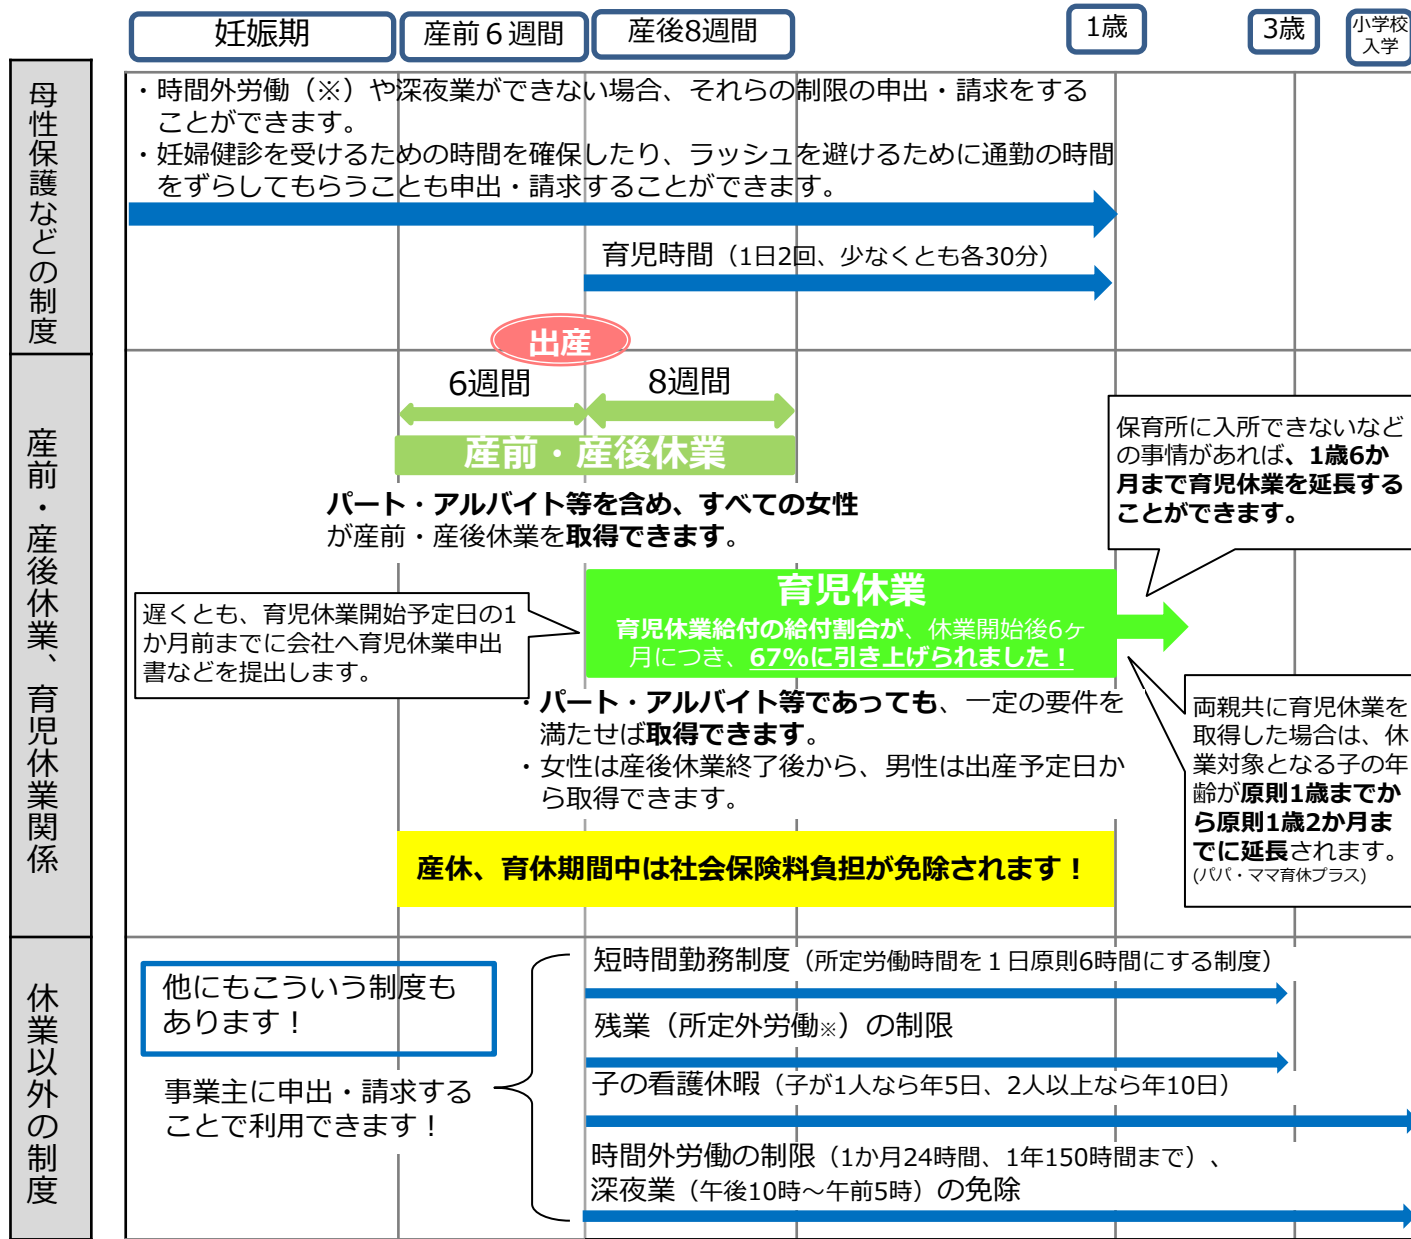 妊娠期
産前６週間
産後8週間
1歳
3歳
小学校
入学
母性保護などの制度
・時間外労働（※）や深夜業ができない場合、それらの制限の申出・請求をする
ことができます。
・妊婦健診を受けるための時間を確保したり、ラッシュを避けるために通勤の時間
をずらしてもらうことも申出・請求することができます。
育児時間（1日2回、少なくとも各30分）
出産
産前・産後休業、育児休業関係
6週間
8週間
産前・産後休業
パート・アルバイト等を含め、すべての女性
が産前・産後休業を取得できます。
保育所に入所できないなど
の事情があれば、1歳6か
月まで育児休業を延長する
ことができます。
遅くとも、育児休業開始予定日の1
か月前までに会社へ育児休業申出
書などを提出します。
育児休業
育児休業給付の給付割合が、休業開始後6ヶ
月につき、67%に引き上げられました！
・パート・アルバイト等であっても、一定の要件を
満たせば取得できます。
・女性は産後休業終了後から、男性は出産予定日か
ら取得できます。
両親共に育児休業を
取得した場合は、休
業対象となる子の年
齢が原則1歳までか
ら原則1歳2か月ま
でに延長されます。
(パパ・ママ育休プラス)
産休、育休期間中は社会保険料負担が免除されます！
休業以外の制度
他にもこういう制度も
あります！
事業主に申出・請求する
ことで利用できます！
短時間勤務制度（所定労働時間を１日原則6時間にする制度）
残業（所定外労働※）の制限
子の看護休暇（子が1人なら年5日、2人以上なら年10日）
時間外労働の制限（1か月24時間、1年150時間まで）、
深夜業（午後10時～午前5時）の免除